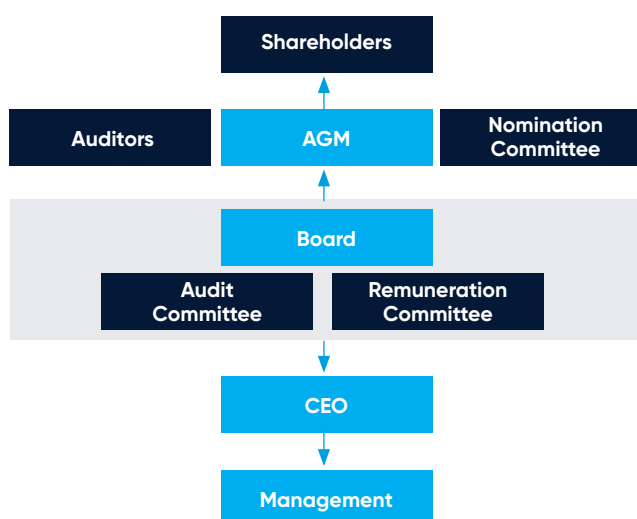 Shareholders
Auditors
AGM
Nomination
Committee
Board
Audit
Committee
Remuneration
Committee
CEO
Management